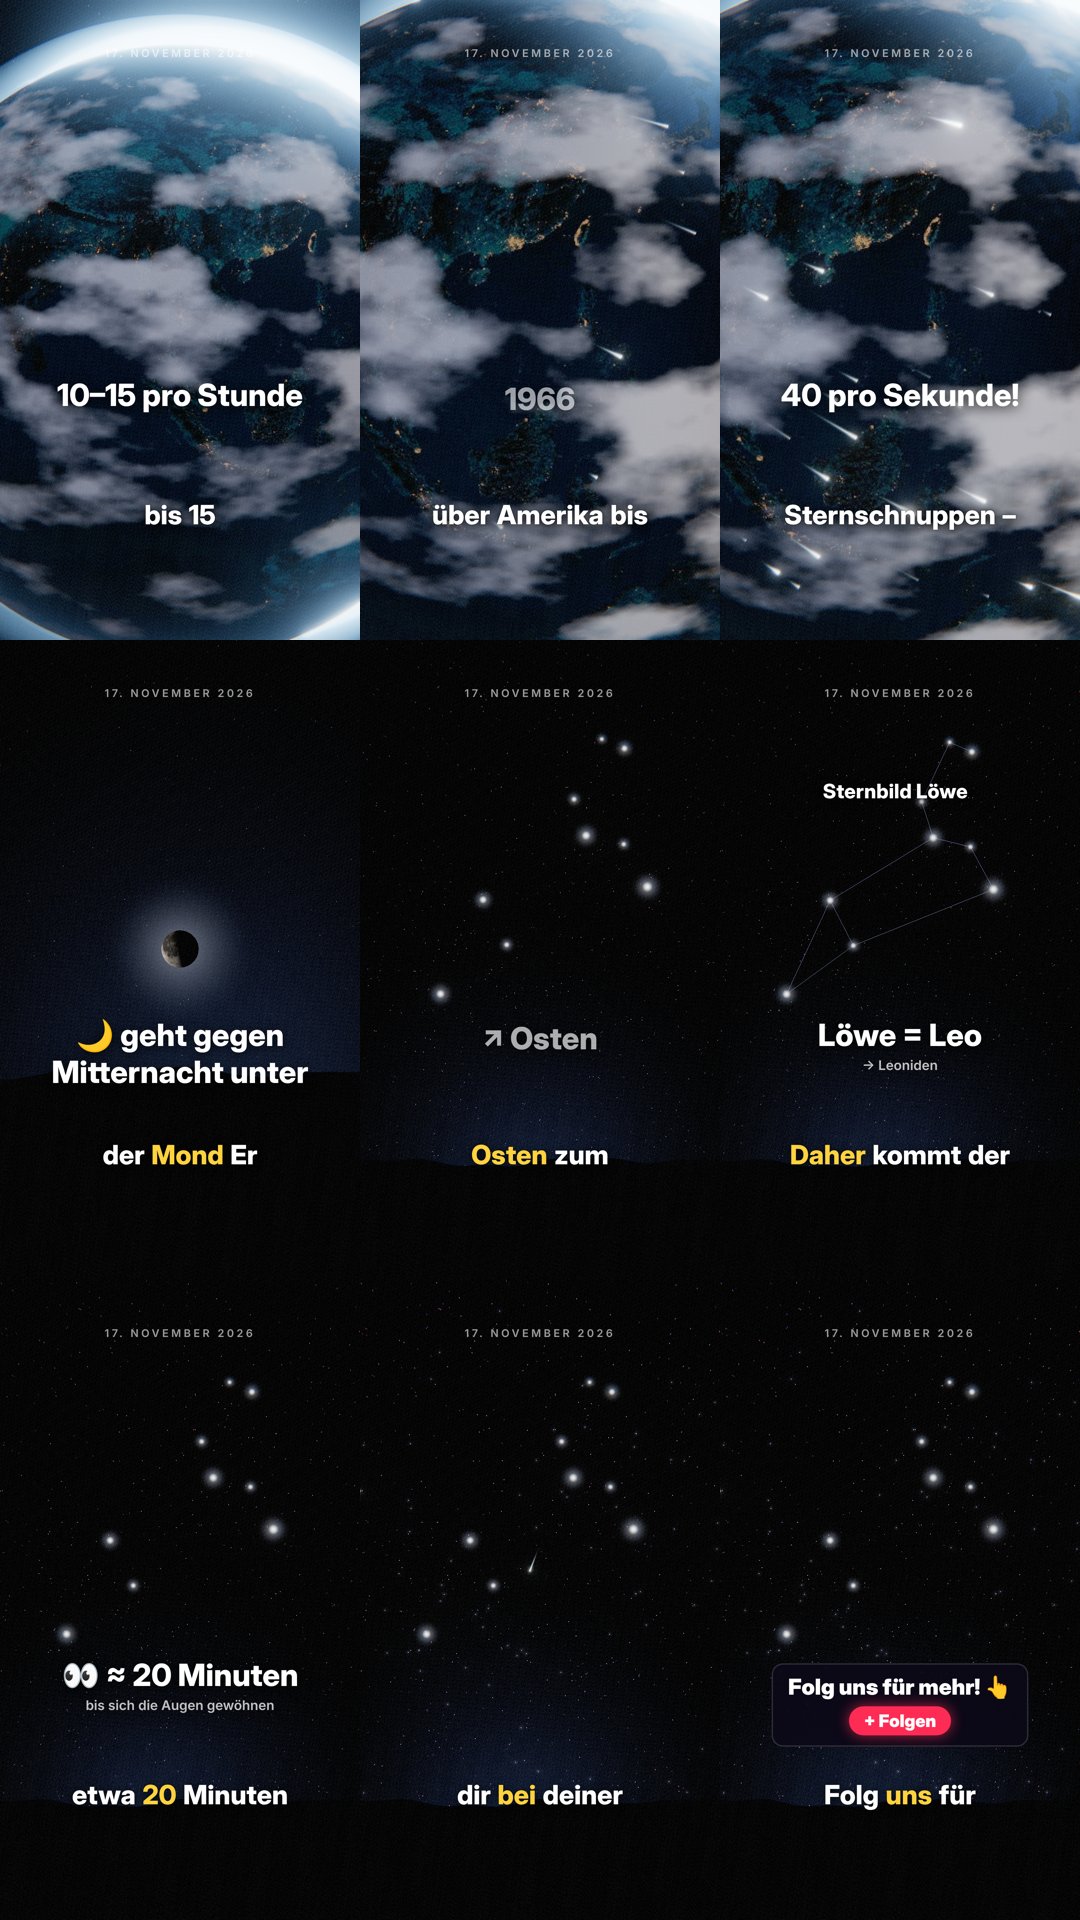 17. NOVEMBER 2026
10–15 pro Stunde
bis 15
17. NOVEMBER 2026
1966
über Amerika bis
17. NOVEMBER 2026
40 pro Sekunde!
Sternschnuppen –
17. NOVEMBER 2026
🌙 geht gegen
Mitternacht unter
der Mond Er
17. NOVEMBER 2026
↗ Osten
Osten zum
17. NOVEMBER 2026
Sternbild Löwe
Löwe = Leo
→ Leoniden
Daher kommt der
17. NOVEMBER 2026
👀 ≈ 20 Minuten
bis sich die Augen gewöhnen
etwa 20 Minuten
17. NOVEMBER 2026
dir bei deiner
17. NOVEMBER 2026
Folg uns für mehr! 👆
+ Folgen
Folg uns für